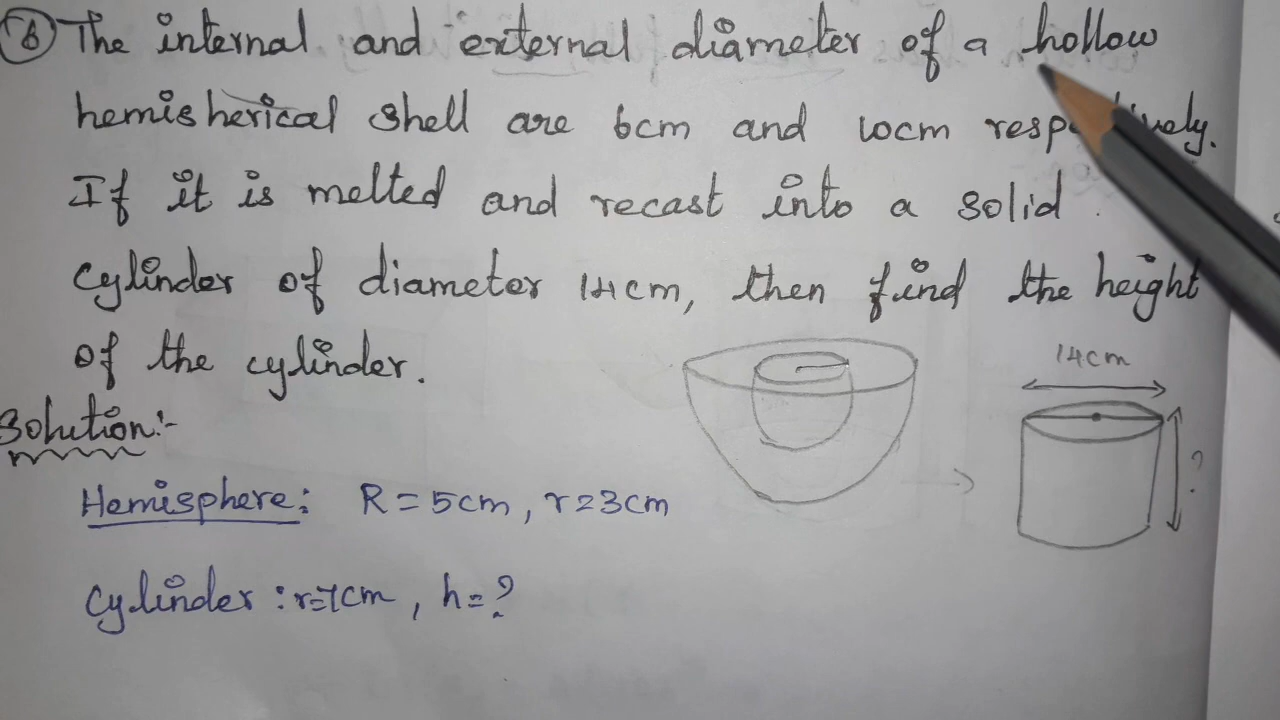 6 The internal and external diameter of a hollow
hemisherical shell are 6cm and 10cm respectively.
If it is melted and recast into a solid
cylinder of diameter 14cm, then find the height
of the cylinder.
14cm
?
Solution:-
Hemisphere: R = 5cm, r=3cm
Cylinder : r=7cm, h=?